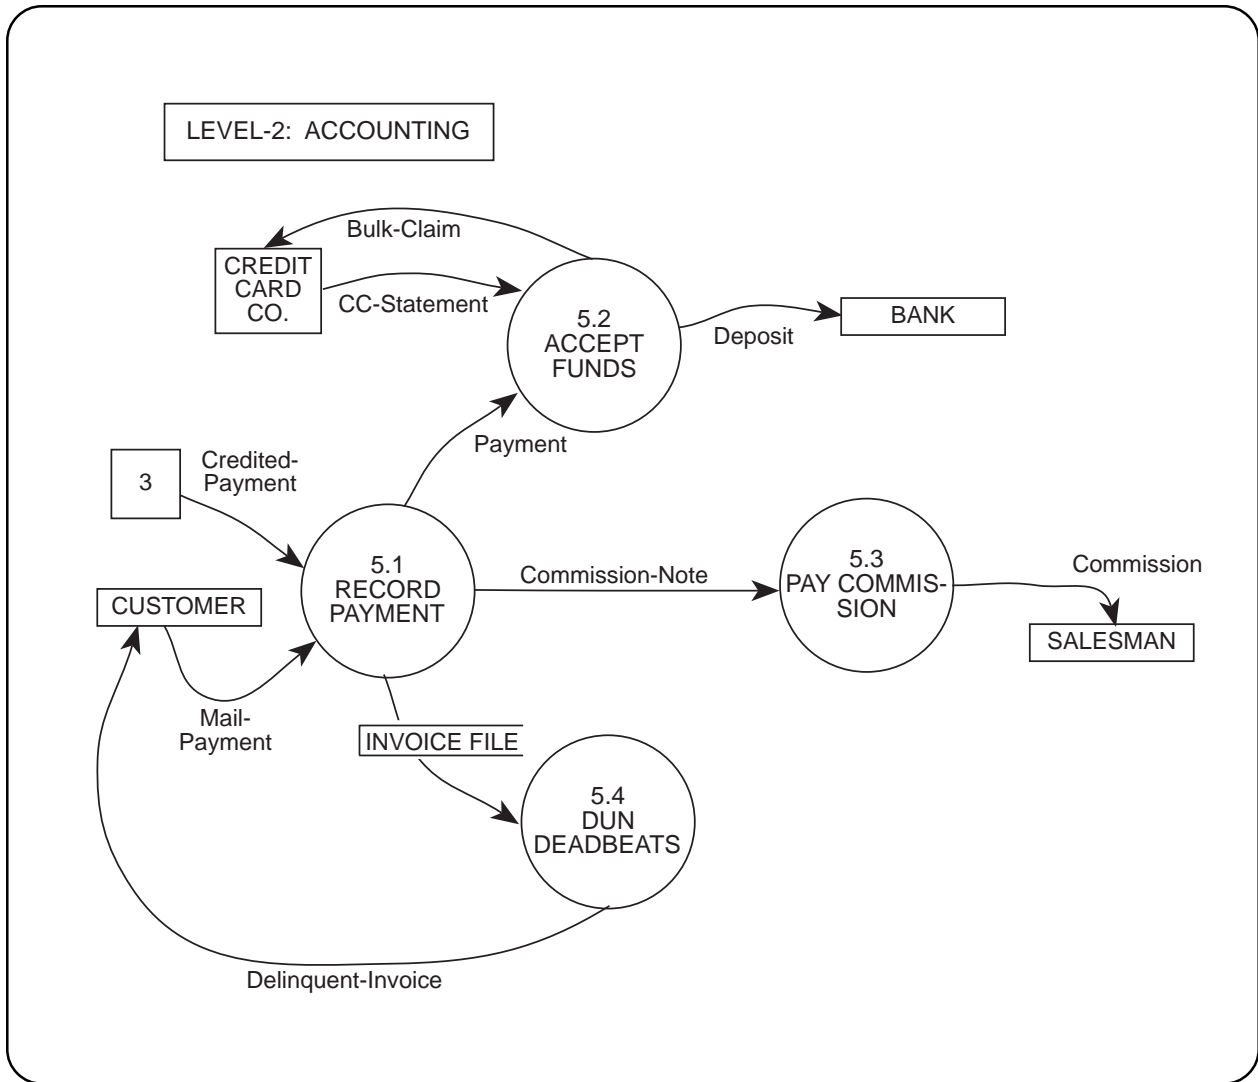 LEVEL-2: ACCOUNTING
Bulk-Claim
CREDIT
CARD
CO.
CC-Statement
5.2
ACCEPT
FUNDS
Deposit
BANK
Payment
3
Credited-
Payment
5.1
RECORD
PAYMENT
Commission-Note
5.3
PAY COMMIS-
SION
Commission
SALESMAN
CUSTOMER
Mail-
Payment
INVOICE FILE
5.4
DUN
DEADBEATS
Delinquent-Invoice